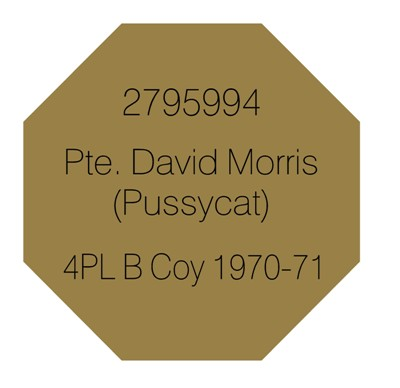 2795994
Pte. David Morris
(Pussycat)
4PL B Coy 1970-71